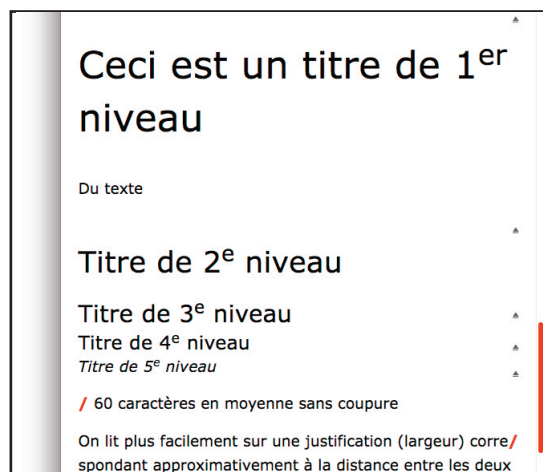 Ceci est un titre de 1er
niveau
Du texte
Titre de 2e niveau
Titre de 3e niveau
Titre de 4e niveau
Titre de 5e niveau
/ 60 caractères en moyenne sans coupure
On lit plus facilement sur une justification (largeur) corre/
spondant approximativement à la distance entre les deux